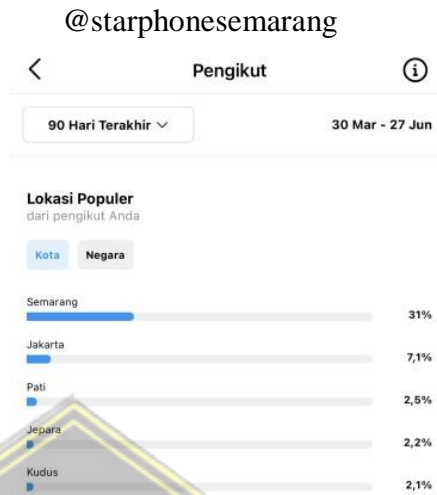 @starphonesemarang
Pengikut
90 Hari Terakhir
30 Mar - 27 Jun
Lokasi Populer
dari pengikut Anda
Kota Negara
Semarang
31%
Jakarta
7,1%
Pati
2,5%
Jepara
2,2%
Kudus
2,1%